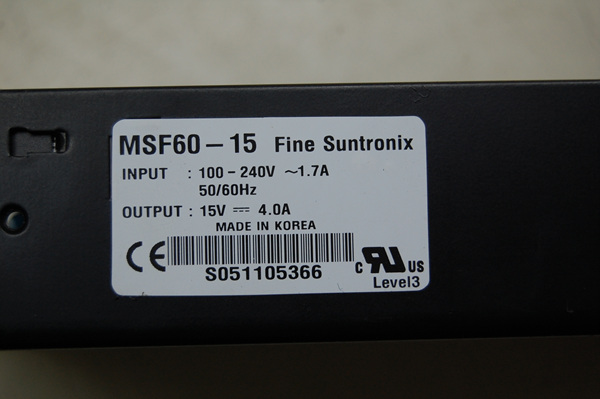 MSF60-15 Fine Suntronix
INPUT : 100-240V ~1.7A
50/60Hz
OUTPUT : 15V ⎓ 4.0A
MADE IN KOREA
CE
S051105366
c RU US
Level3